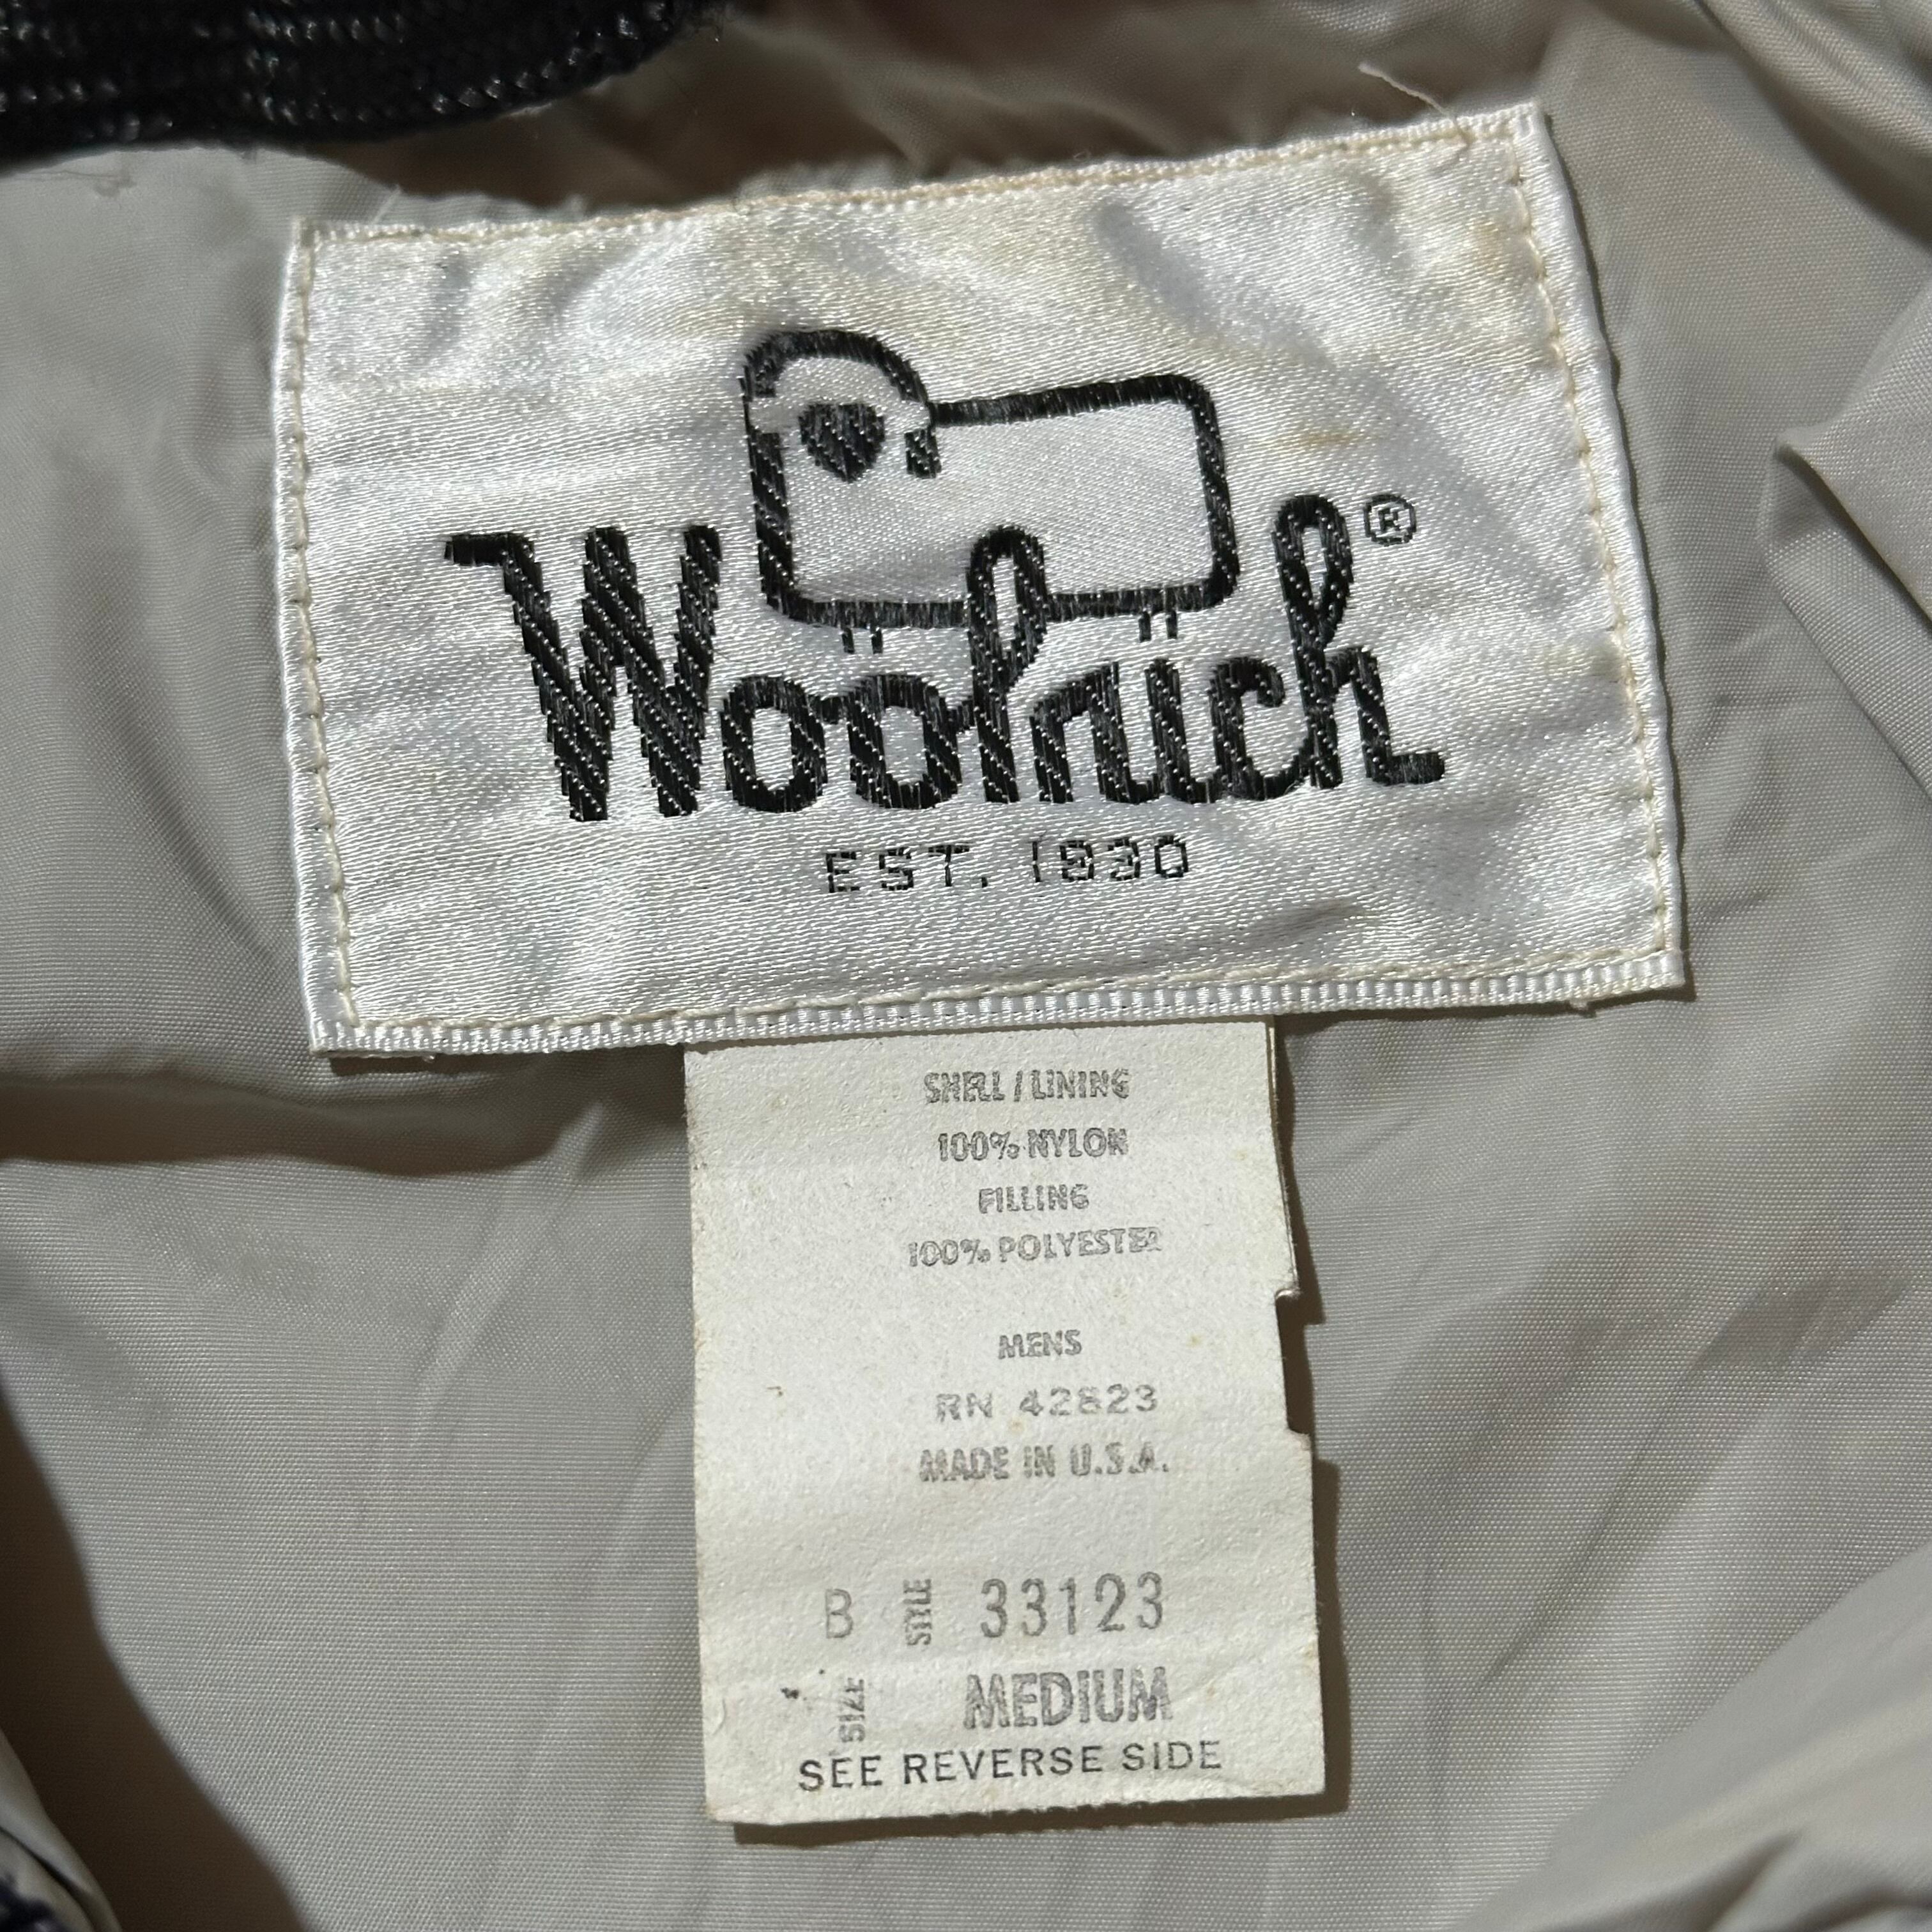 Woolrich®
EST. 1830
SHELL / LINING
100% NYLON
FILLING
100% POLYESTER
MENS
RN 42823
MADE IN U.S.A.
B STYLE 33123
SIZE MEDIUM
SEE REVERSE SIDE